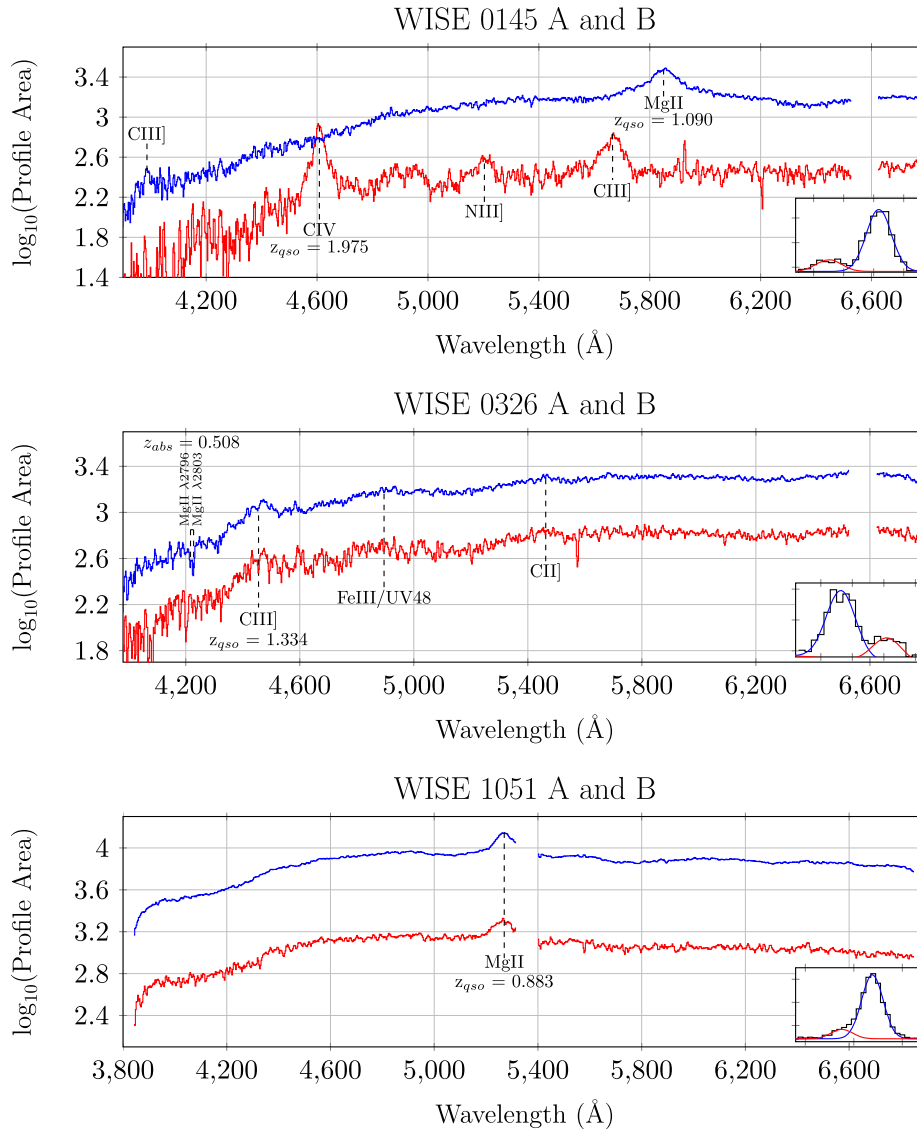 WISE 0145 A and B
log₁₀(Profile Area)
3.4
3
2.6
2.2
1.8
1.4
CIII]
MgII
z_qso = 1.090
NIII]
CIII]
CIV
z_qso = 1.975
4,200 4,600 5,000 5,400 5,800 6,200 6,600
Wavelength (Å)
WISE 0326 A and B
log₁₀(Profile Area)
3.4
3
2.6
2.2
1.8
z_abs = 0.508
MgII λ2796
MgII λ2803
CII]
FeIII/UV48
CIII]
z_qso = 1.334
4,200 4,600 5,000 5,400 5,800 6,200 6,600
Wavelength (Å)
WISE 1051 A and B
log₁₀(Profile Area)
4
3.6
3.2
2.8
2.4
MgII
z_qso = 0.883
3,800 4,200 4,600 5,000 5,400 5,800 6,200 6,600
Wavelength (Å)